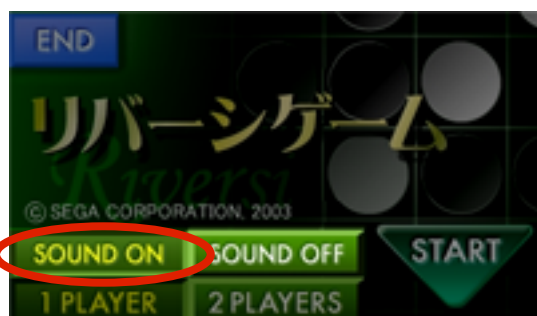 END
リバーシゲーム
Riversi
© SEGA CORPORATION, 2003
SOUND ON SOUND OFF START
1 PLAYER 2 PLAYERS